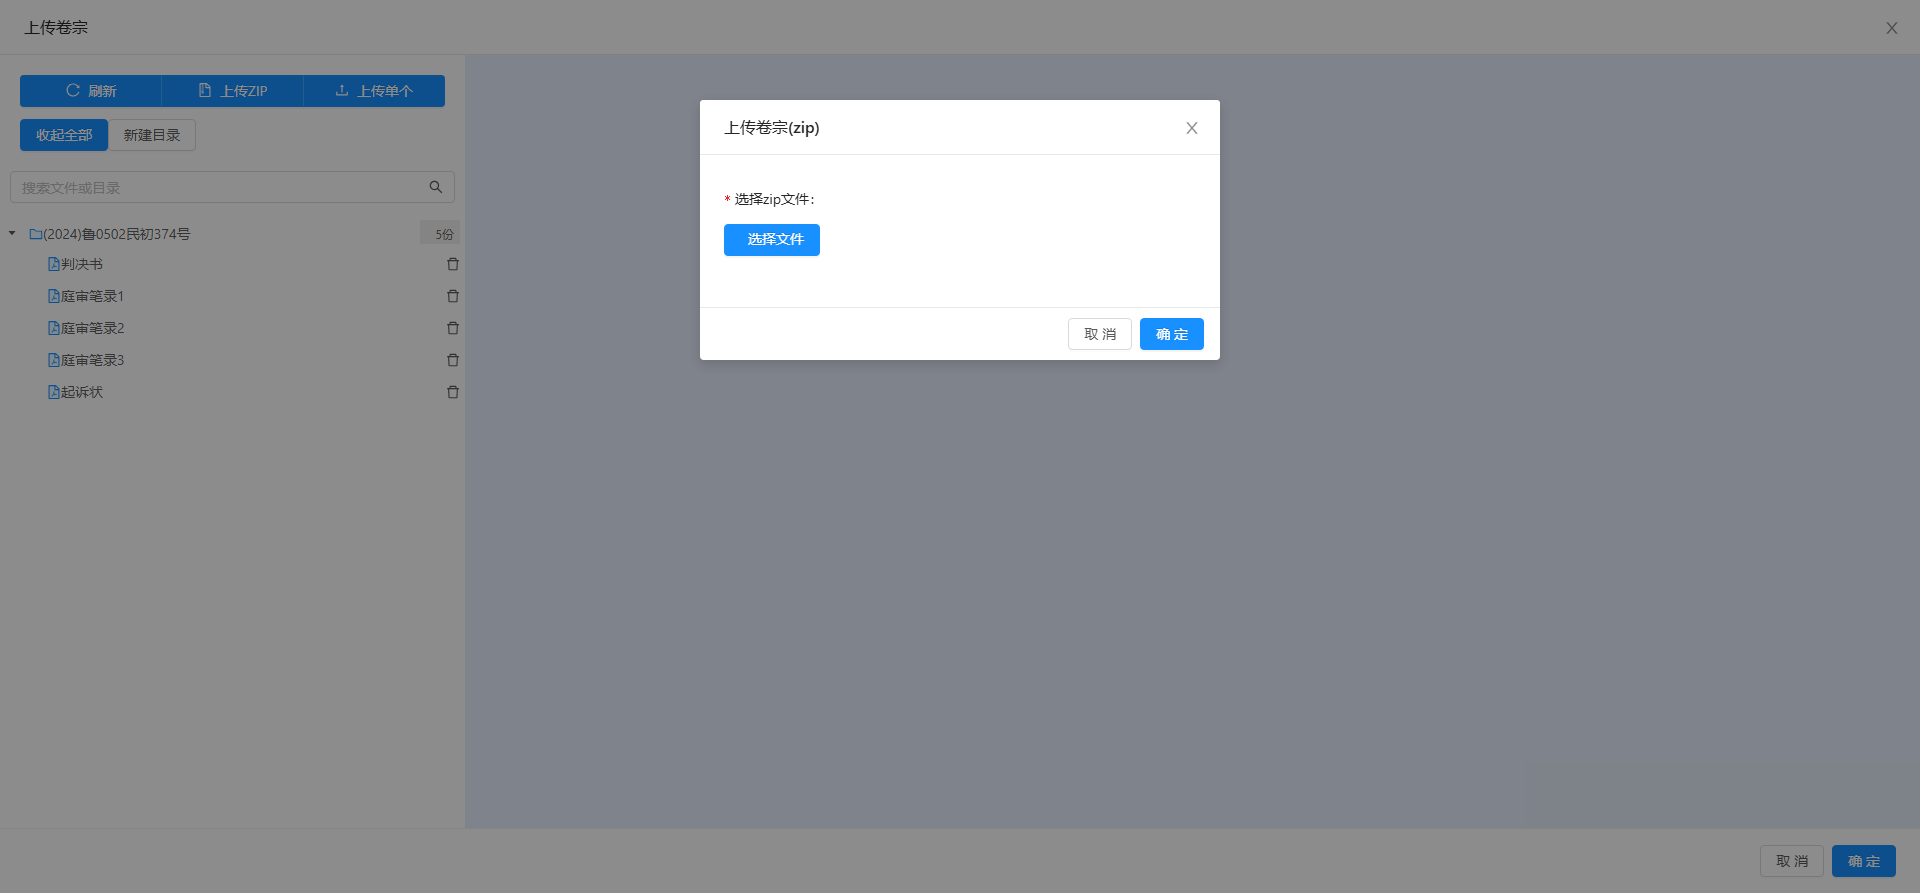 上传卷宗
刷新 上传ZIP 上传单个
收起全部 新建目录
搜索文件或目录
(2024)鲁0502民初374号 5份
判决书
庭审笔录1
庭审笔录2
庭审笔录3
起诉状
上传卷宗(zip)
* 选择zip文件：
选择文件
取 消 确 定
取 消 确 定